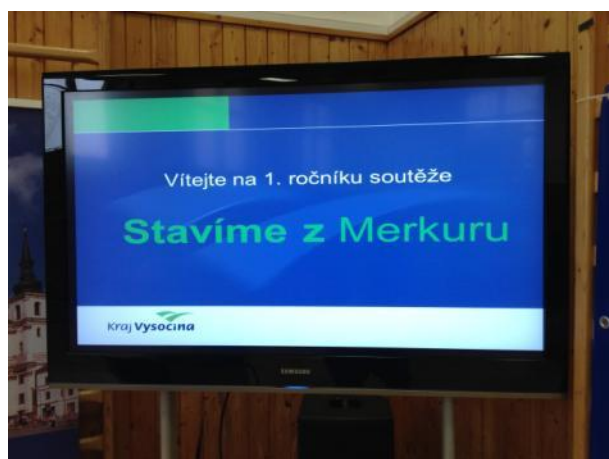 Vítejte na 1. ročníku soutěže
Stavíme z Merkuru
Kraj Vysočina
SAMSUNG